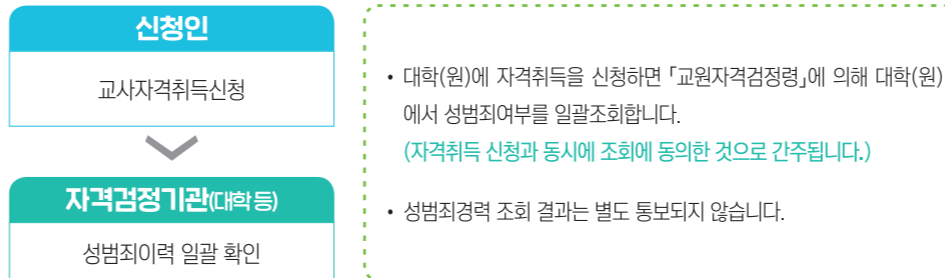 신청인
교사자격취득신청
자격검정기관(대학 등)
성범죄이력 일괄 확인
• 대학(원)에 자격취득을 신청하면 「교원자격검정령」에 의해 대학(원)
에서 성범죄여부를 일괄조회합니다.
(자격취득 신청과 동시에 조회에 동의한 것으로 간주됩니다.)
• 성범죄경력 조회 결과는 별도 통보되지 않습니다.